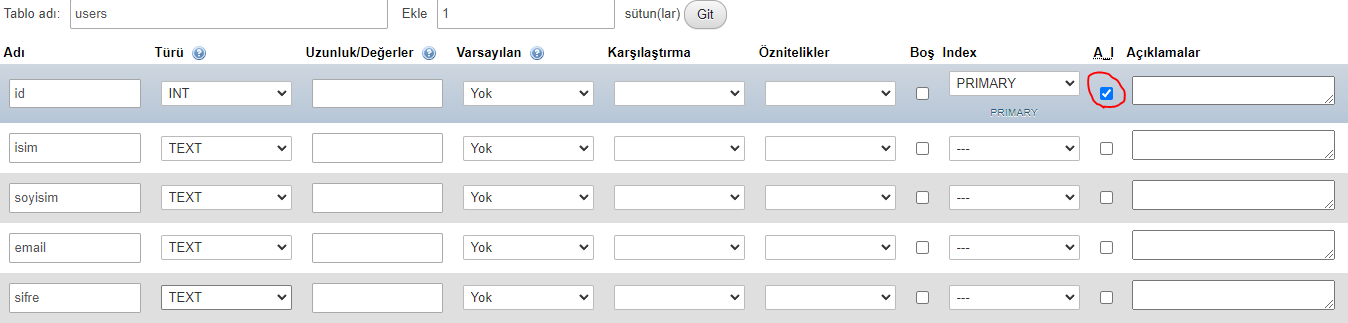 Tablo adı: users Ekle 1 sütun(lar) Git
Adı Türü Uzunluk/Değerler Varsayılan Karşılaştırma Öznitelikler Boş Index A_I Açıklamalar
id INT Yok PRIMARY
PRIMARY
isim TEXT Yok ---
soyisim TEXT Yok ---
email TEXT Yok ---
sifre TEXT Yok ---